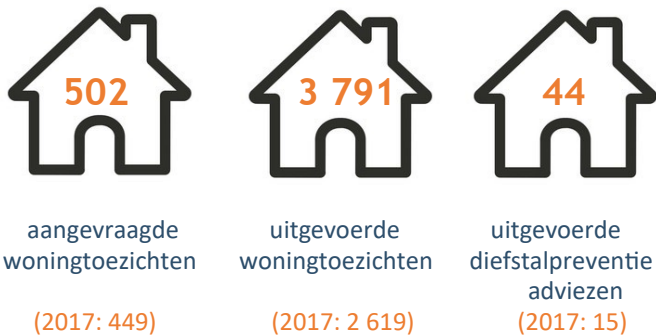 502
3 791
44
aangevraagde
woningtoezichten
(2017: 449)
uitgevoerde
woningtoezichten
(2017: 2 619)
uitgevoerde
diefstalpreventie
adviezen
(2017: 15)